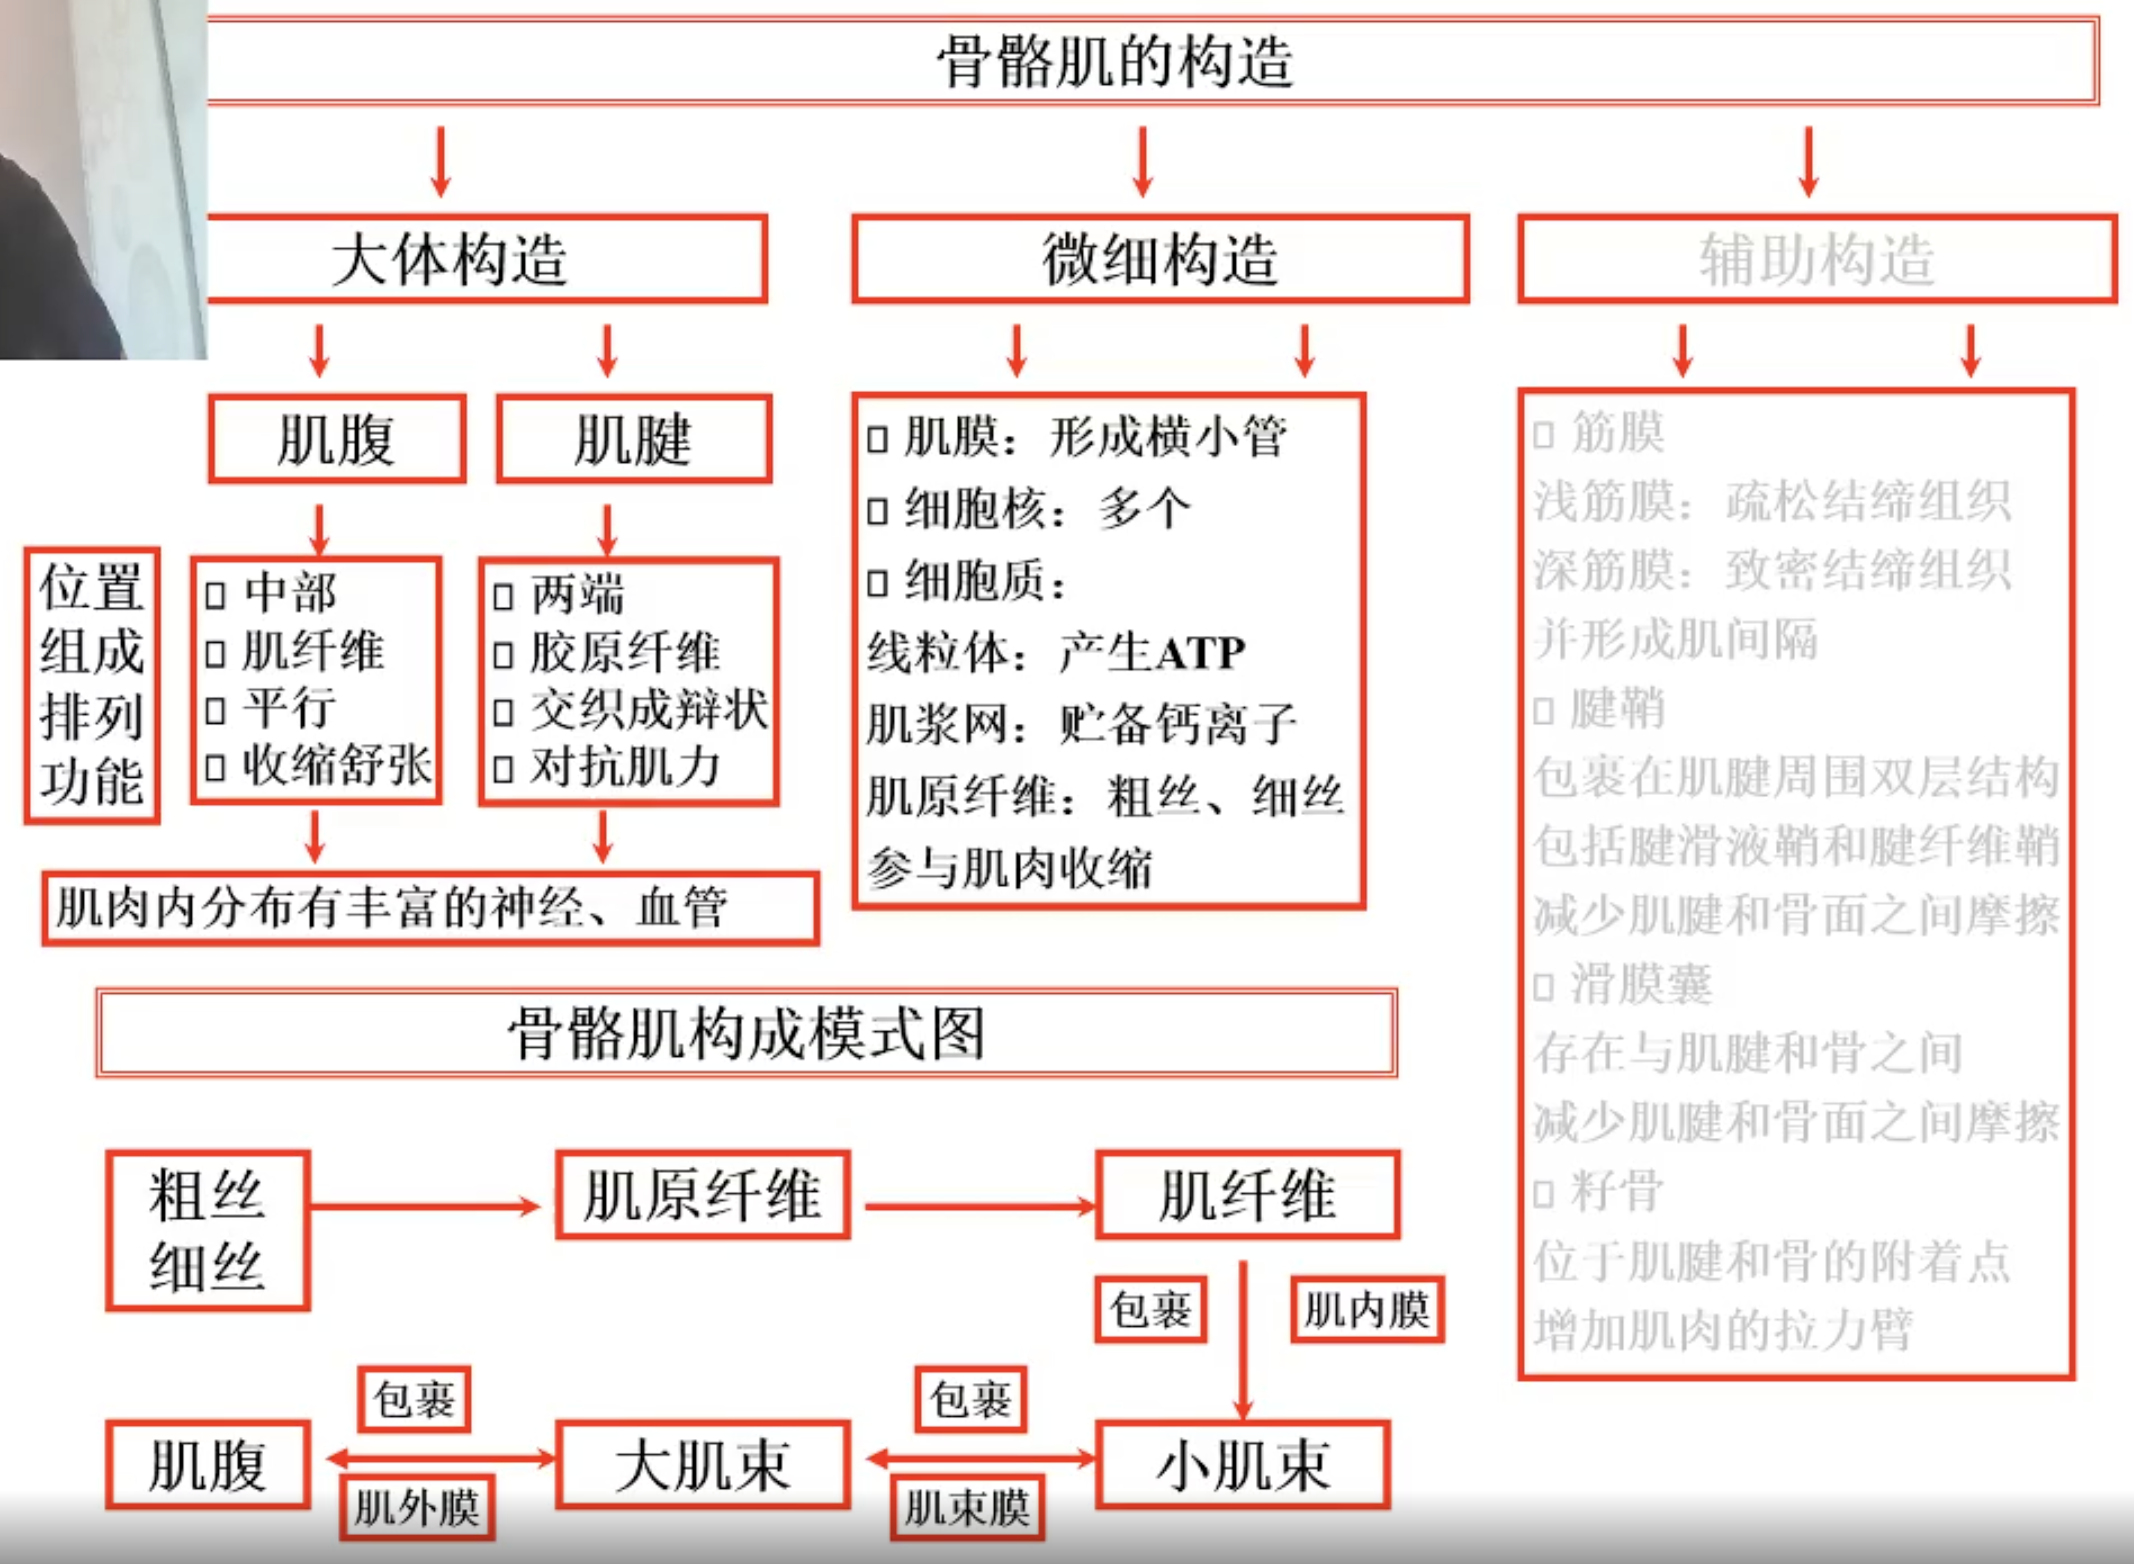 骨骼肌的构造
大体构造
微细构造
辅助构造
肌腹
肌腱
位置
组成
排列
功能
▯ 中部
▯ 肌纤维
▯ 平行
▯ 收缩舒张
▯ 两端
▯ 胶原纤维
▯ 交织成辩状
▯ 对抗肌力
肌肉内分布有丰富的神经、血管
▯ 肌膜：形成横小管
▯ 细胞核：多个
▯ 细胞质：
线粒体：产生ATP
肌浆网：贮备钙离子
肌原纤维：粗丝、细丝
参与肌肉收缩
▯ 筋膜
浅筋膜：疏松结缔组织
深筋膜：致密结缔组织
并形成肌间隔
▯ 腱鞘
包裹在肌腱周围双层结构
包括腱滑液鞘和腱纤维鞘
减少肌腱和骨面之间摩擦
▯ 滑膜囊
存在与肌腱和骨之间
减少肌腱和骨面之间摩擦
▯ 籽骨
位于肌腱和骨的附着点
增加肌肉的拉力臂
骨骼肌构成模式图
粗丝
细丝
肌原纤维
肌纤维
包裹
肌内膜
小肌束
包裹
肌束膜
大肌束
包裹
肌外膜
肌腹